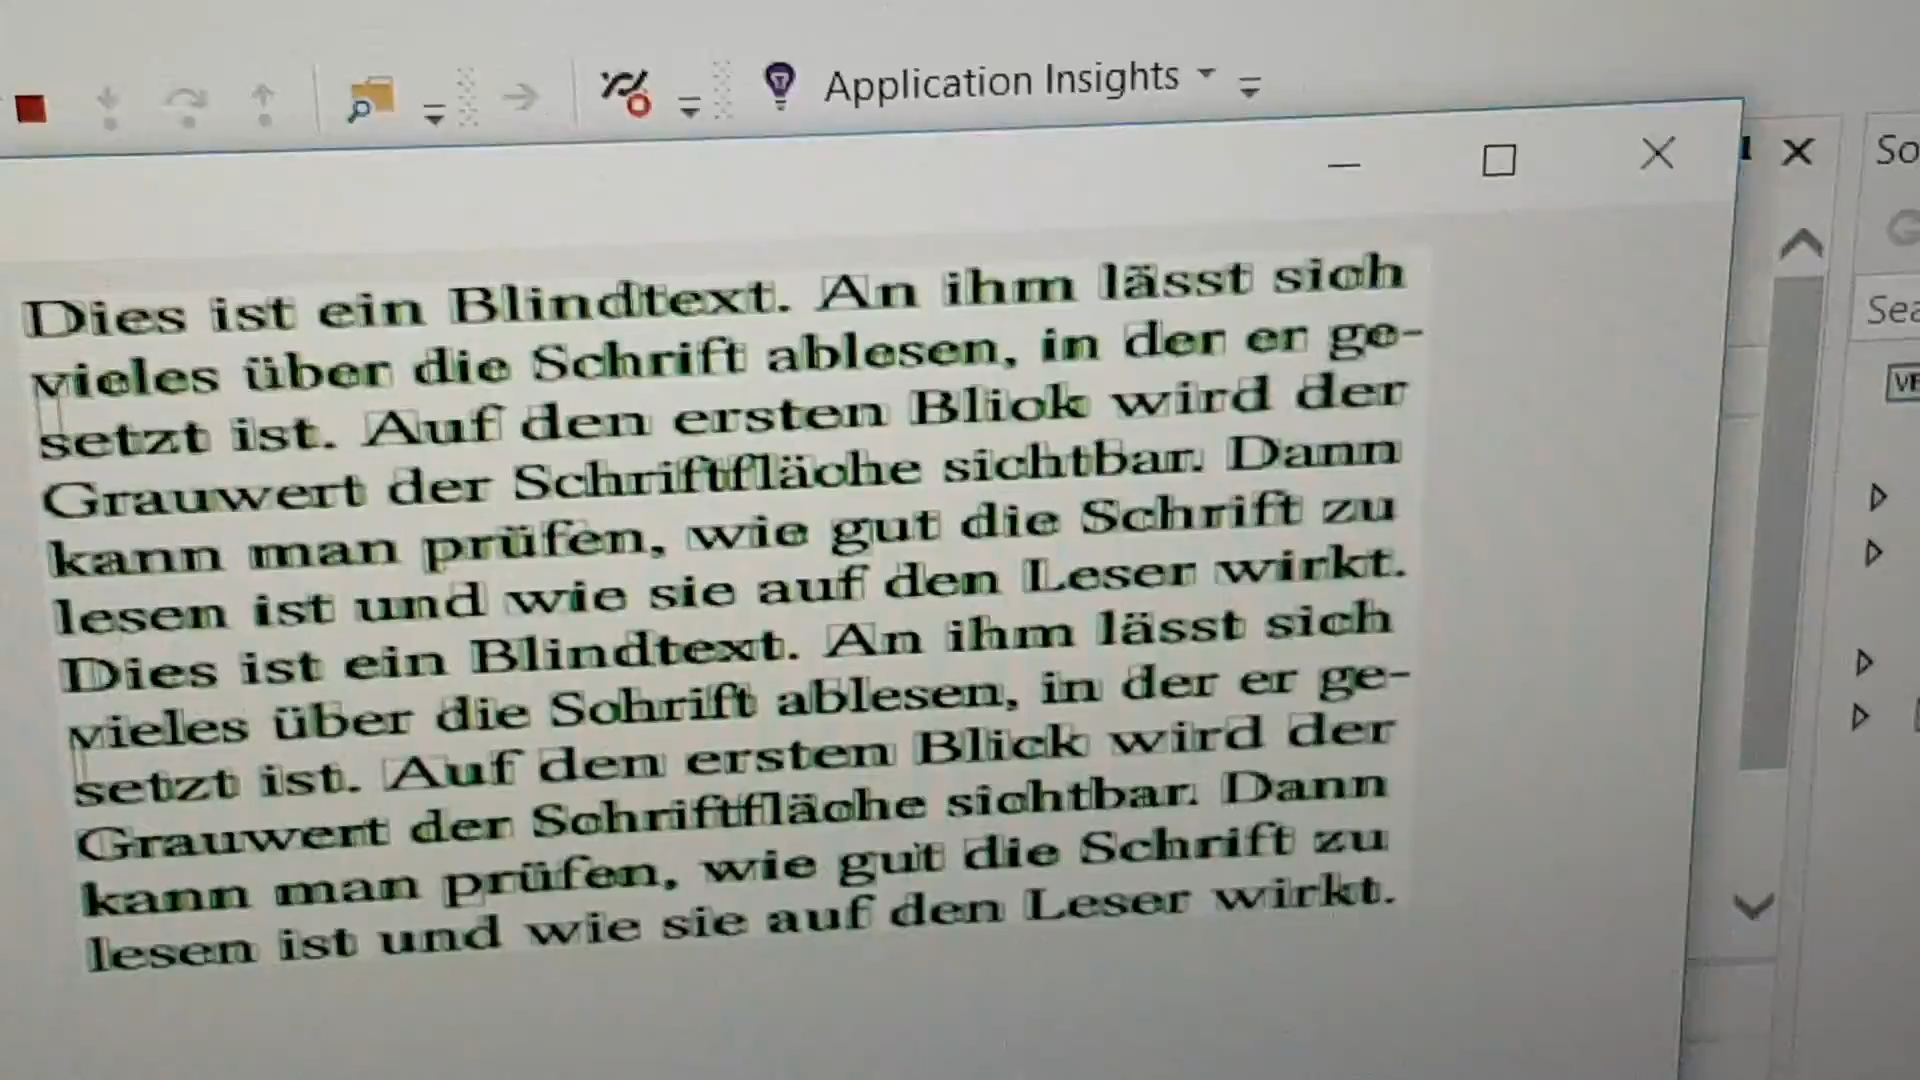 Application Insights
So
Sea
Dies ist ein Blindtext. An ihm lässt sich
vieles über die Schrift ablesen, in der er ge-
setzt ist. Auf den ersten Blick wird der
Grauwert der Schriftfläche sichtbar. Dann
kann man prüfen, wie gut die Schrift zu
lesen ist und wie sie auf den Leser wirkt.
Dies ist ein Blindtext. An ihm lässt sich
vieles über die Schrift ablesen, in der er ge-
setzt ist. Auf den ersten Blick wird der
Grauwert der Schriftfläche sichtbar. Dann
kann man prüfen, wie gut die Schrift zu
lesen ist und wie sie auf den Leser wirkt.